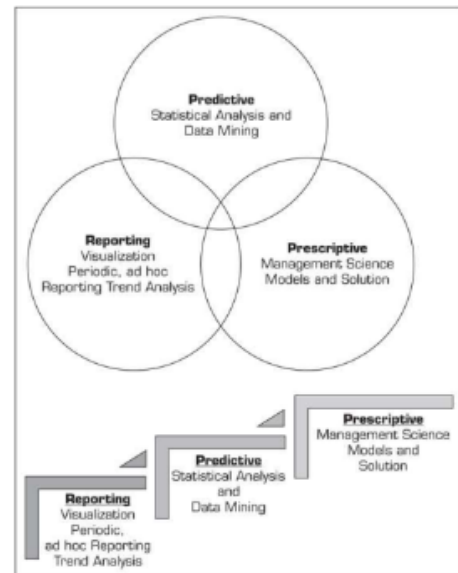 Predictive
Statistical Analysis and
Data Mining
Reporting
Visualization
Periodic, ad hoc
Reporting Trend Analysis
Prescriptive
Management Science
Models and Solution
Prescriptive
Management Science
Models and
Solution
Predictive
Statistical Analysis
and
Data Mining
Reporting
Visualization
Periodic,
ad hoc Reporting
Trend Analysis